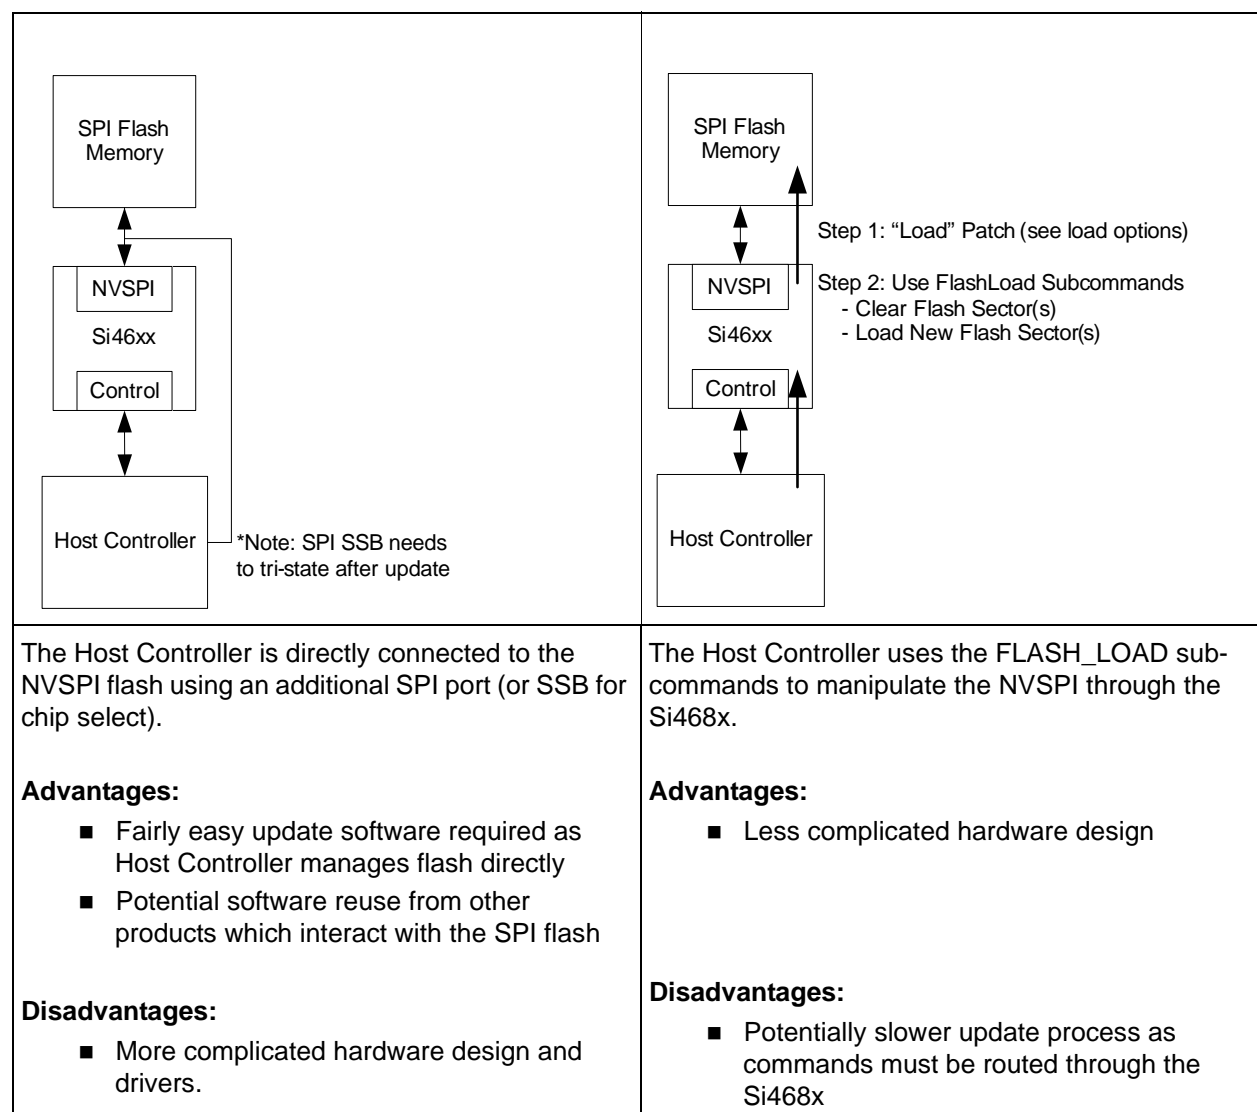 SPI Flash
Memory
NVSPI
Si46xx
Control
Host Controller
*Note: SPI SSB needs
to tri-state after update
SPI Flash
Memory
Step 1: “Load” Patch (see load options)
NVSPI
Step 2: Use FlashLoad Subcommands
- Clear Flash Sector(s)
- Load New Flash Sector(s)
Si46xx
Control
Host Controller
The Host Controller is directly connected to the
NVSPI flash using an additional SPI port (or SSB for
chip select).
Advantages:
■ Fairly easy update software required as
Host Controller manages flash directly
■ Potential software reuse from other
products which interact with the SPI flash
Disadvantages:
■ More complicated hardware design and
drivers.
The Host Controller uses the FLASH_LOAD sub-
commands to manipulate the NVSPI through the
Si468x.
Advantages:
■ Less complicated hardware design
Disadvantages:
■ Potentially slower update process as
commands must be routed through the
Si468x